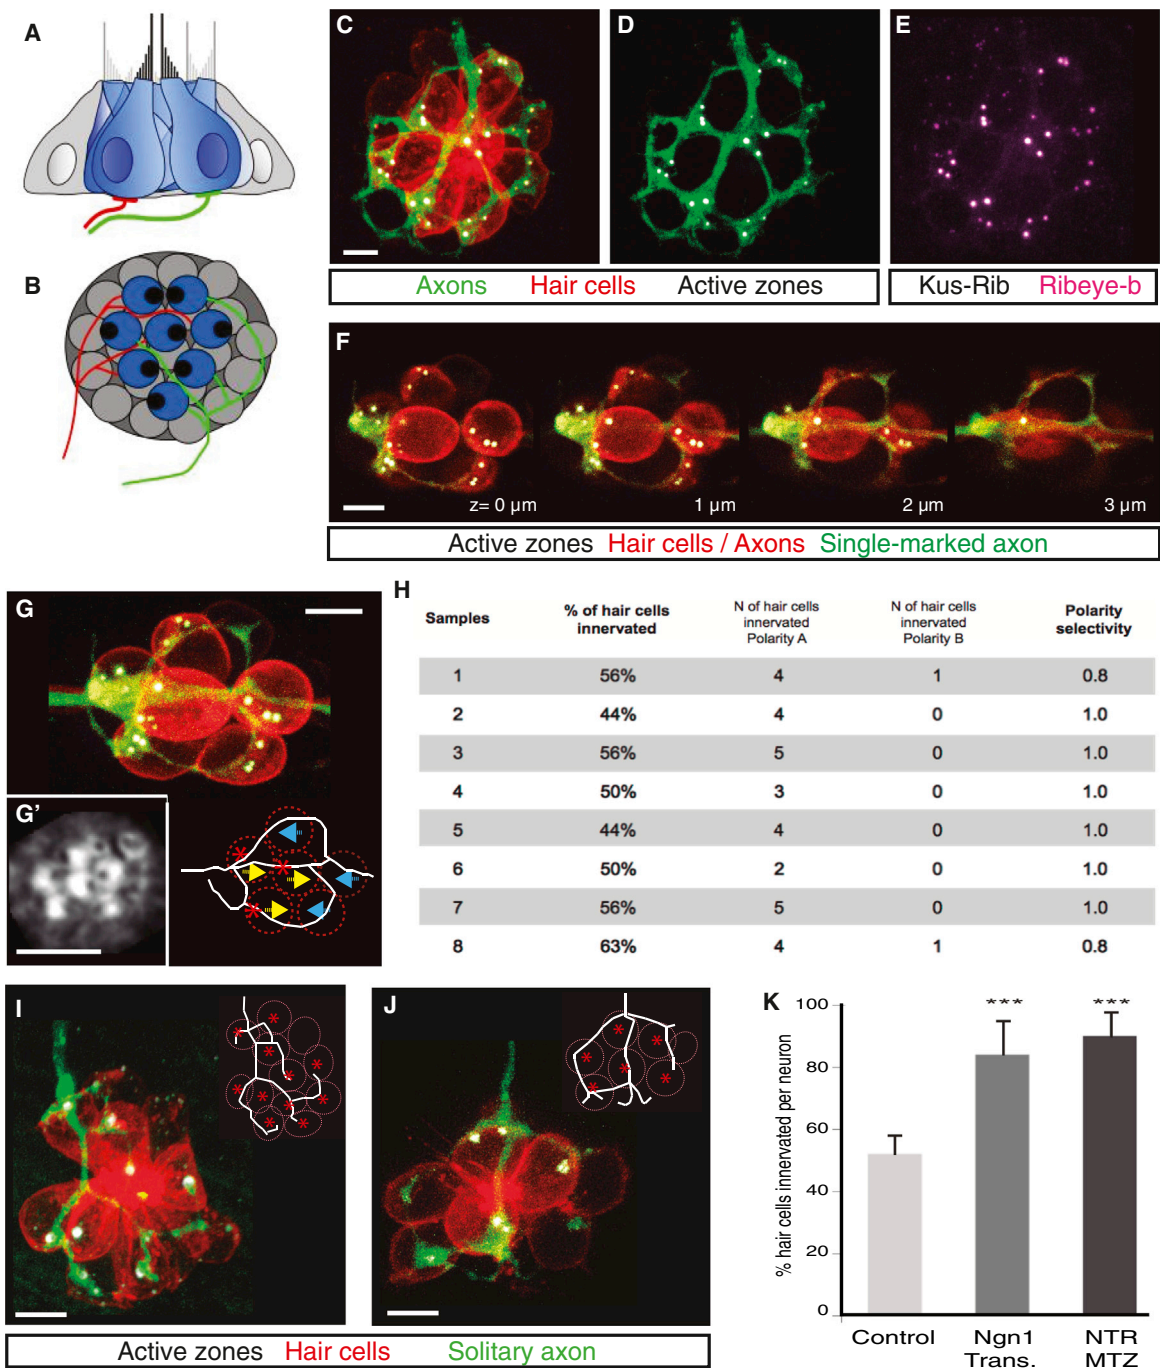 A
B
C
D
E
Axons Hair cells Active zones
Kus-Rib Ribeye-b
F
z= 0 µm 1 µm 2 µm 3 µm
Active zones Hair cells / Axons Single-marked axon
G
G'
H
Samples % of hair cells innervated N of hair cells innervated Polarity A N of hair cells innervated Polarity B Polarity selectivity
1 56% 4 1 0.8
2 44% 4 0 1.0
3 56% 5 0 1.0
4 50% 3 0 1.0
5 44% 4 0 1.0
6 50% 2 0 1.0
7 56% 5 0 1.0
8 63% 4 1 0.8
I
J
Active zones Hair cells Solitary axon
K
% hair cells innervated per neuron
100
80
60
40
20
0
*** ***
Control Ngn1 Trans. NTR MTZ